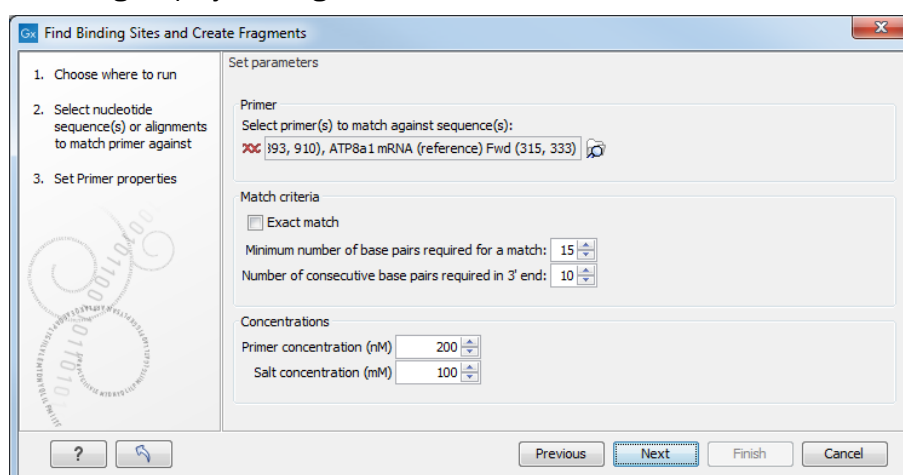 Gx Find Binding Sites and Create Fragments
1. Choose where to run
2. Select nucleotide
sequence(s) or alignments
to match primer against
3. Set Primer properties
Set parameters
Primer
Select primer(s) to match against sequence(s):
393, 910), ATP8a1 mRNA (reference) Fwd (315, 333)
Match criteria
Exact match
Minimum number of base pairs required for a match: 15
Number of consecutive base pairs required in 3' end: 10
Concentrations
Primer concentration (nM) 200
Salt concentration (mM) 100
?
Previous Next Finish Cancel